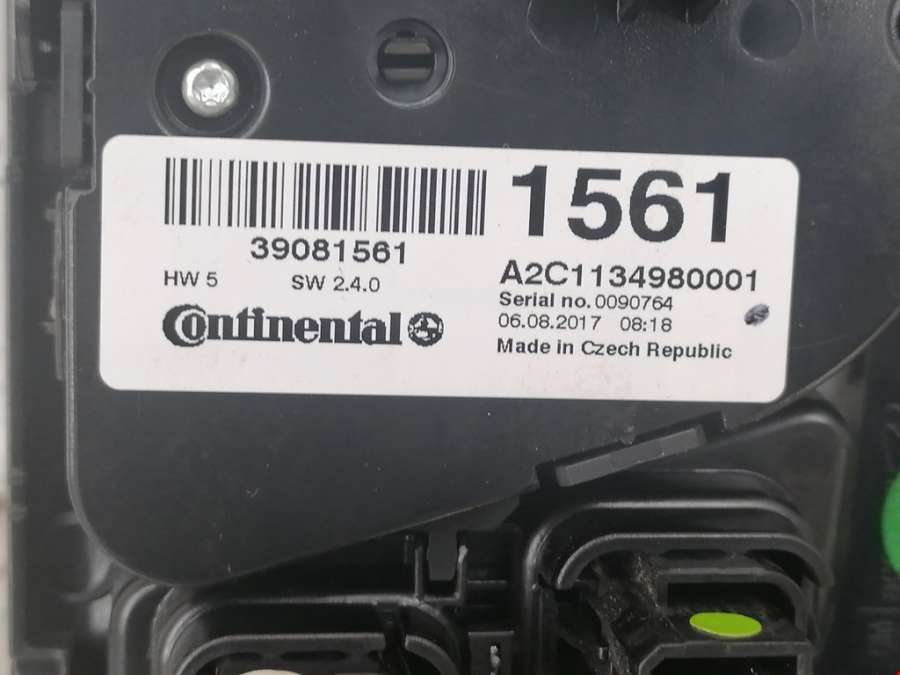 1561
39081561
A2C1134980001
HW 5 SW 2.4.0
Serial no. 0090764
06.08.2017 08:18
Continental
Made in Czech Republic